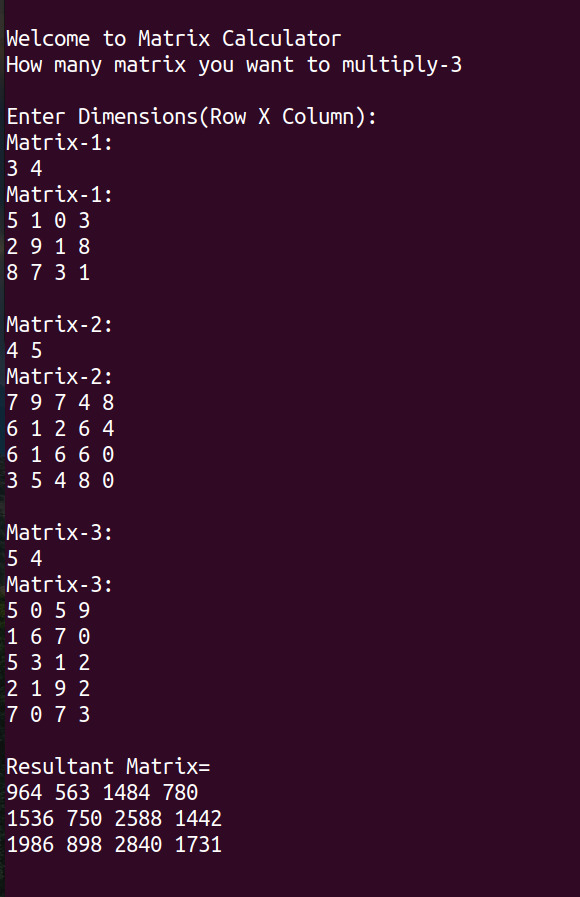 Welcome to Matrix Calculator
How many matrix you want to multiply-3
Enter Dimensions(Row X Column):
Matrix-1:
3 4
Matrix-1:
5 1 0 3
2 9 1 8
8 7 3 1
Matrix-2:
4 5
Matrix-2:
7 9 7 4 8
6 1 2 6 4
6 1 6 6 0
3 5 4 8 0
Matrix-3:
5 4
Matrix-3:
5 0 5 9
1 6 7 0
5 3 1 2
2 1 9 2
7 0 7 3
Resultant Matrix=
964 563 1484 780
1536 750 2588 1442
1986 898 2840 1731